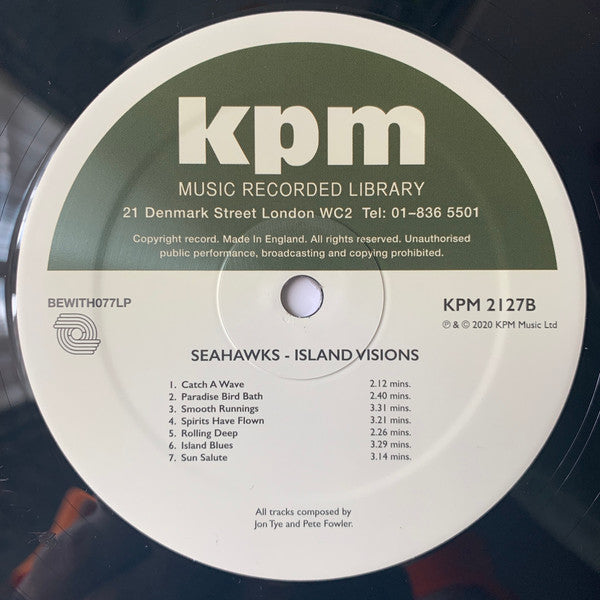 kpm
MUSIC RECORDED LIBRARY
21 Denmark Street London WC2 Tel: 01–836 5501
Copyright record. Made In England. All rights reserved. Unauthorised
public performance, broadcasting and copying prohibited.
BEWITH077LP
KPM 2127B
℗ & © 2020 KPM Music Ltd
SEAHAWKS - ISLAND VISIONS
1. Catch A Wave 2.12 mins.
2. Paradise Bird Bath 2.40 mins.
3. Smooth Runnings 3.31 mins.
4. Spirits Have Flown 3.21 mins.
5. Rolling Deep 2.26 mins.
6. Island Blues 3.29 mins.
7. Sun Salute 3.14 mins.
All tracks composed by
Jon Tye and Pete Fowler.